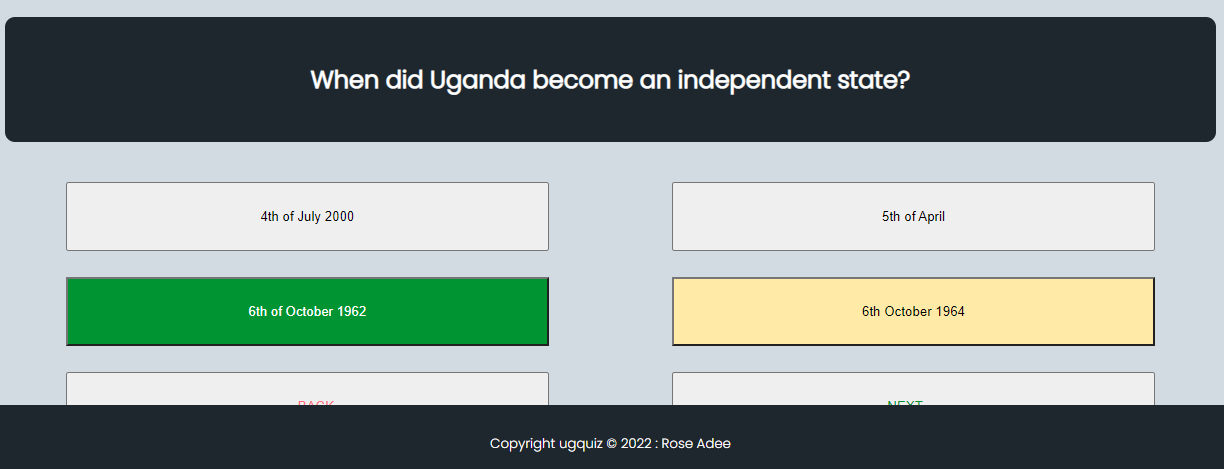 When did Uganda become an independent state?
4th of July 2000
5th of April
6th of October 1962
6th October 1964
BACK
NEXT
Copyright ugquiz © 2022 : Rose Adee